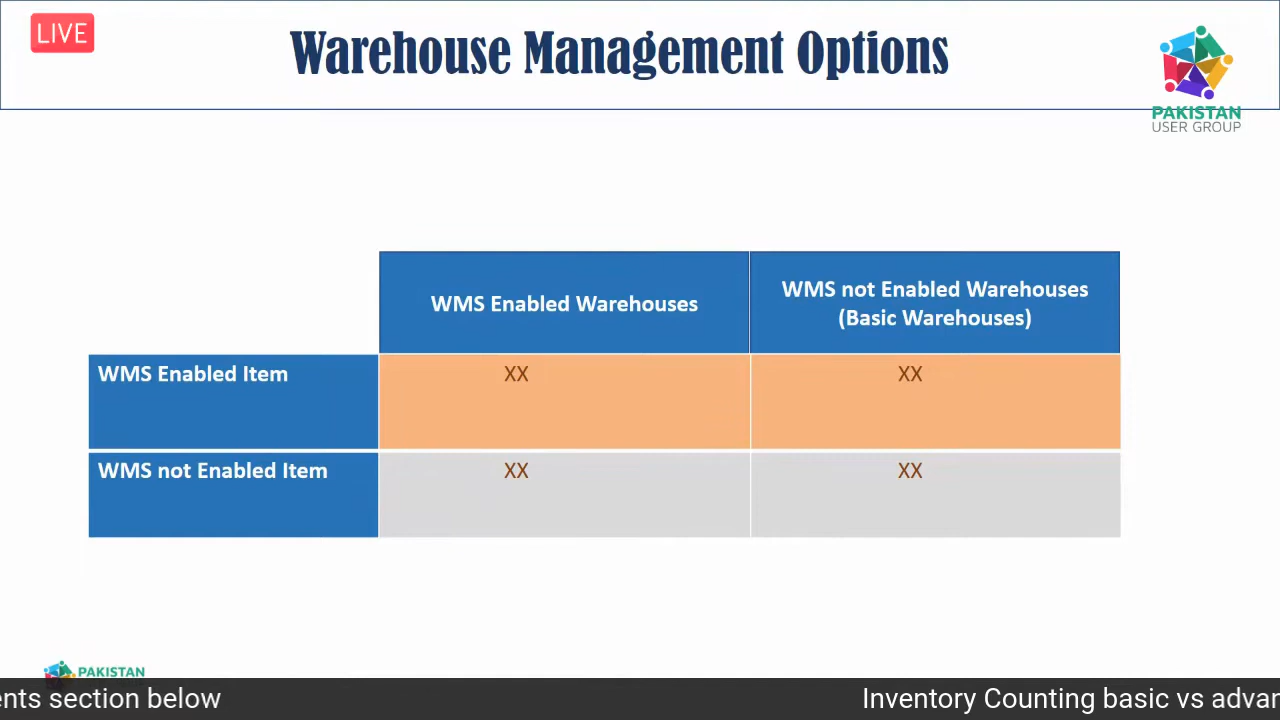 LIVE
Warehouse Management Options
PAKISTAN
USER GROUP
WMS Enabled Warehouses
WMS not Enabled Warehouses
(Basic Warehouses)
WMS Enabled Item
XX
XX
WMS not Enabled Item
XX
XX
PAKISTAN
ents section below
Inventory Counting basic vs advan